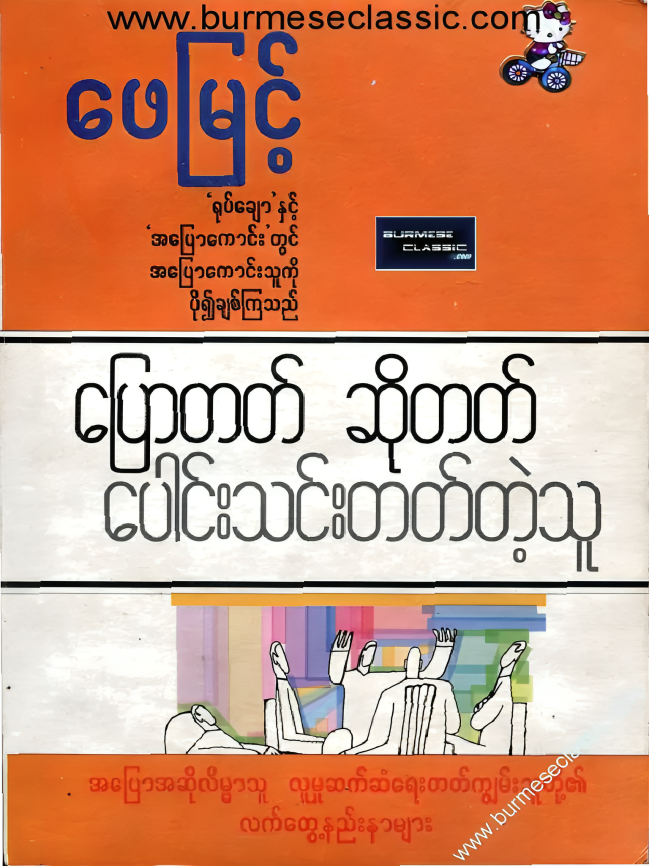 www.burmeseclassic.com
ဖေမြင့်
'ရုပ်ချော'နှင့်
'အပြောကောင်း'တွင်
အပြောကောင်းသူကို
ပို၍ချစ်ကြသည်
BURMESE
CLASSIC
.com
ပြောတတ် ဆိုတတ်
ပေါင်းသင်းတတ်တဲ့သူ
အပြောအဆိုလိမ္မာသူ လူမှုဆက်ဆံရေးတတ်ကျွမ်းသူတို့၏
လက်တွေ့နည်းနာများ
www.burmesecla